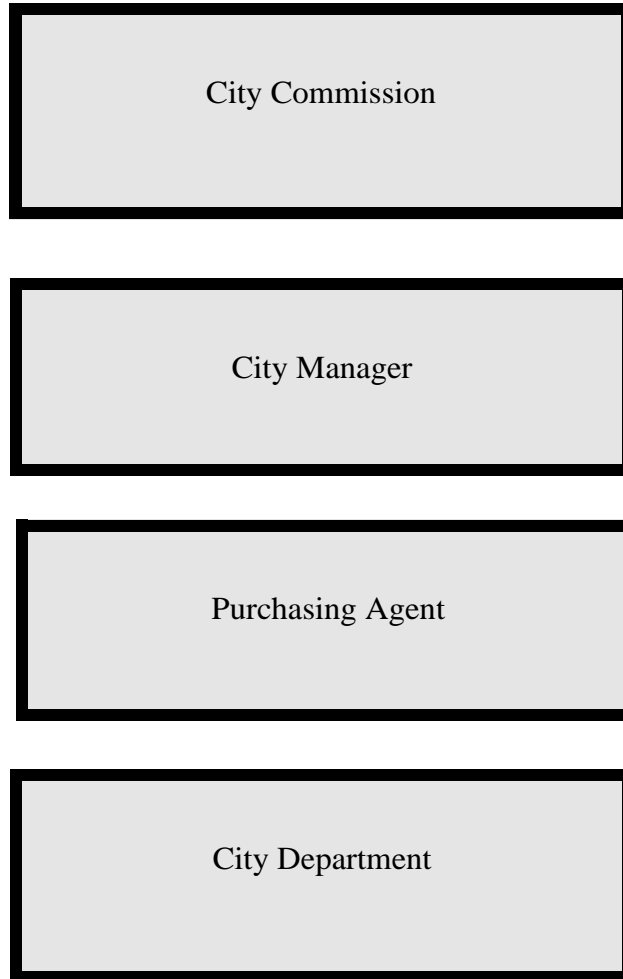 City Commission
City Manager
Purchasing Agent
City Department